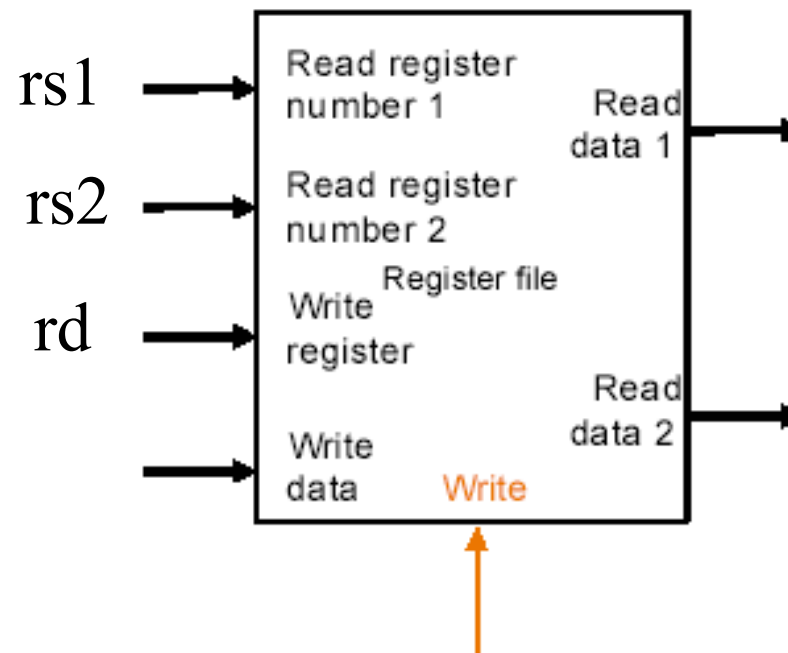 rs1
Read register
number 1
Read
data 1
rs2
Read register
number 2
Register file
rd
Write
register
Read
data 2
Write
data
Write